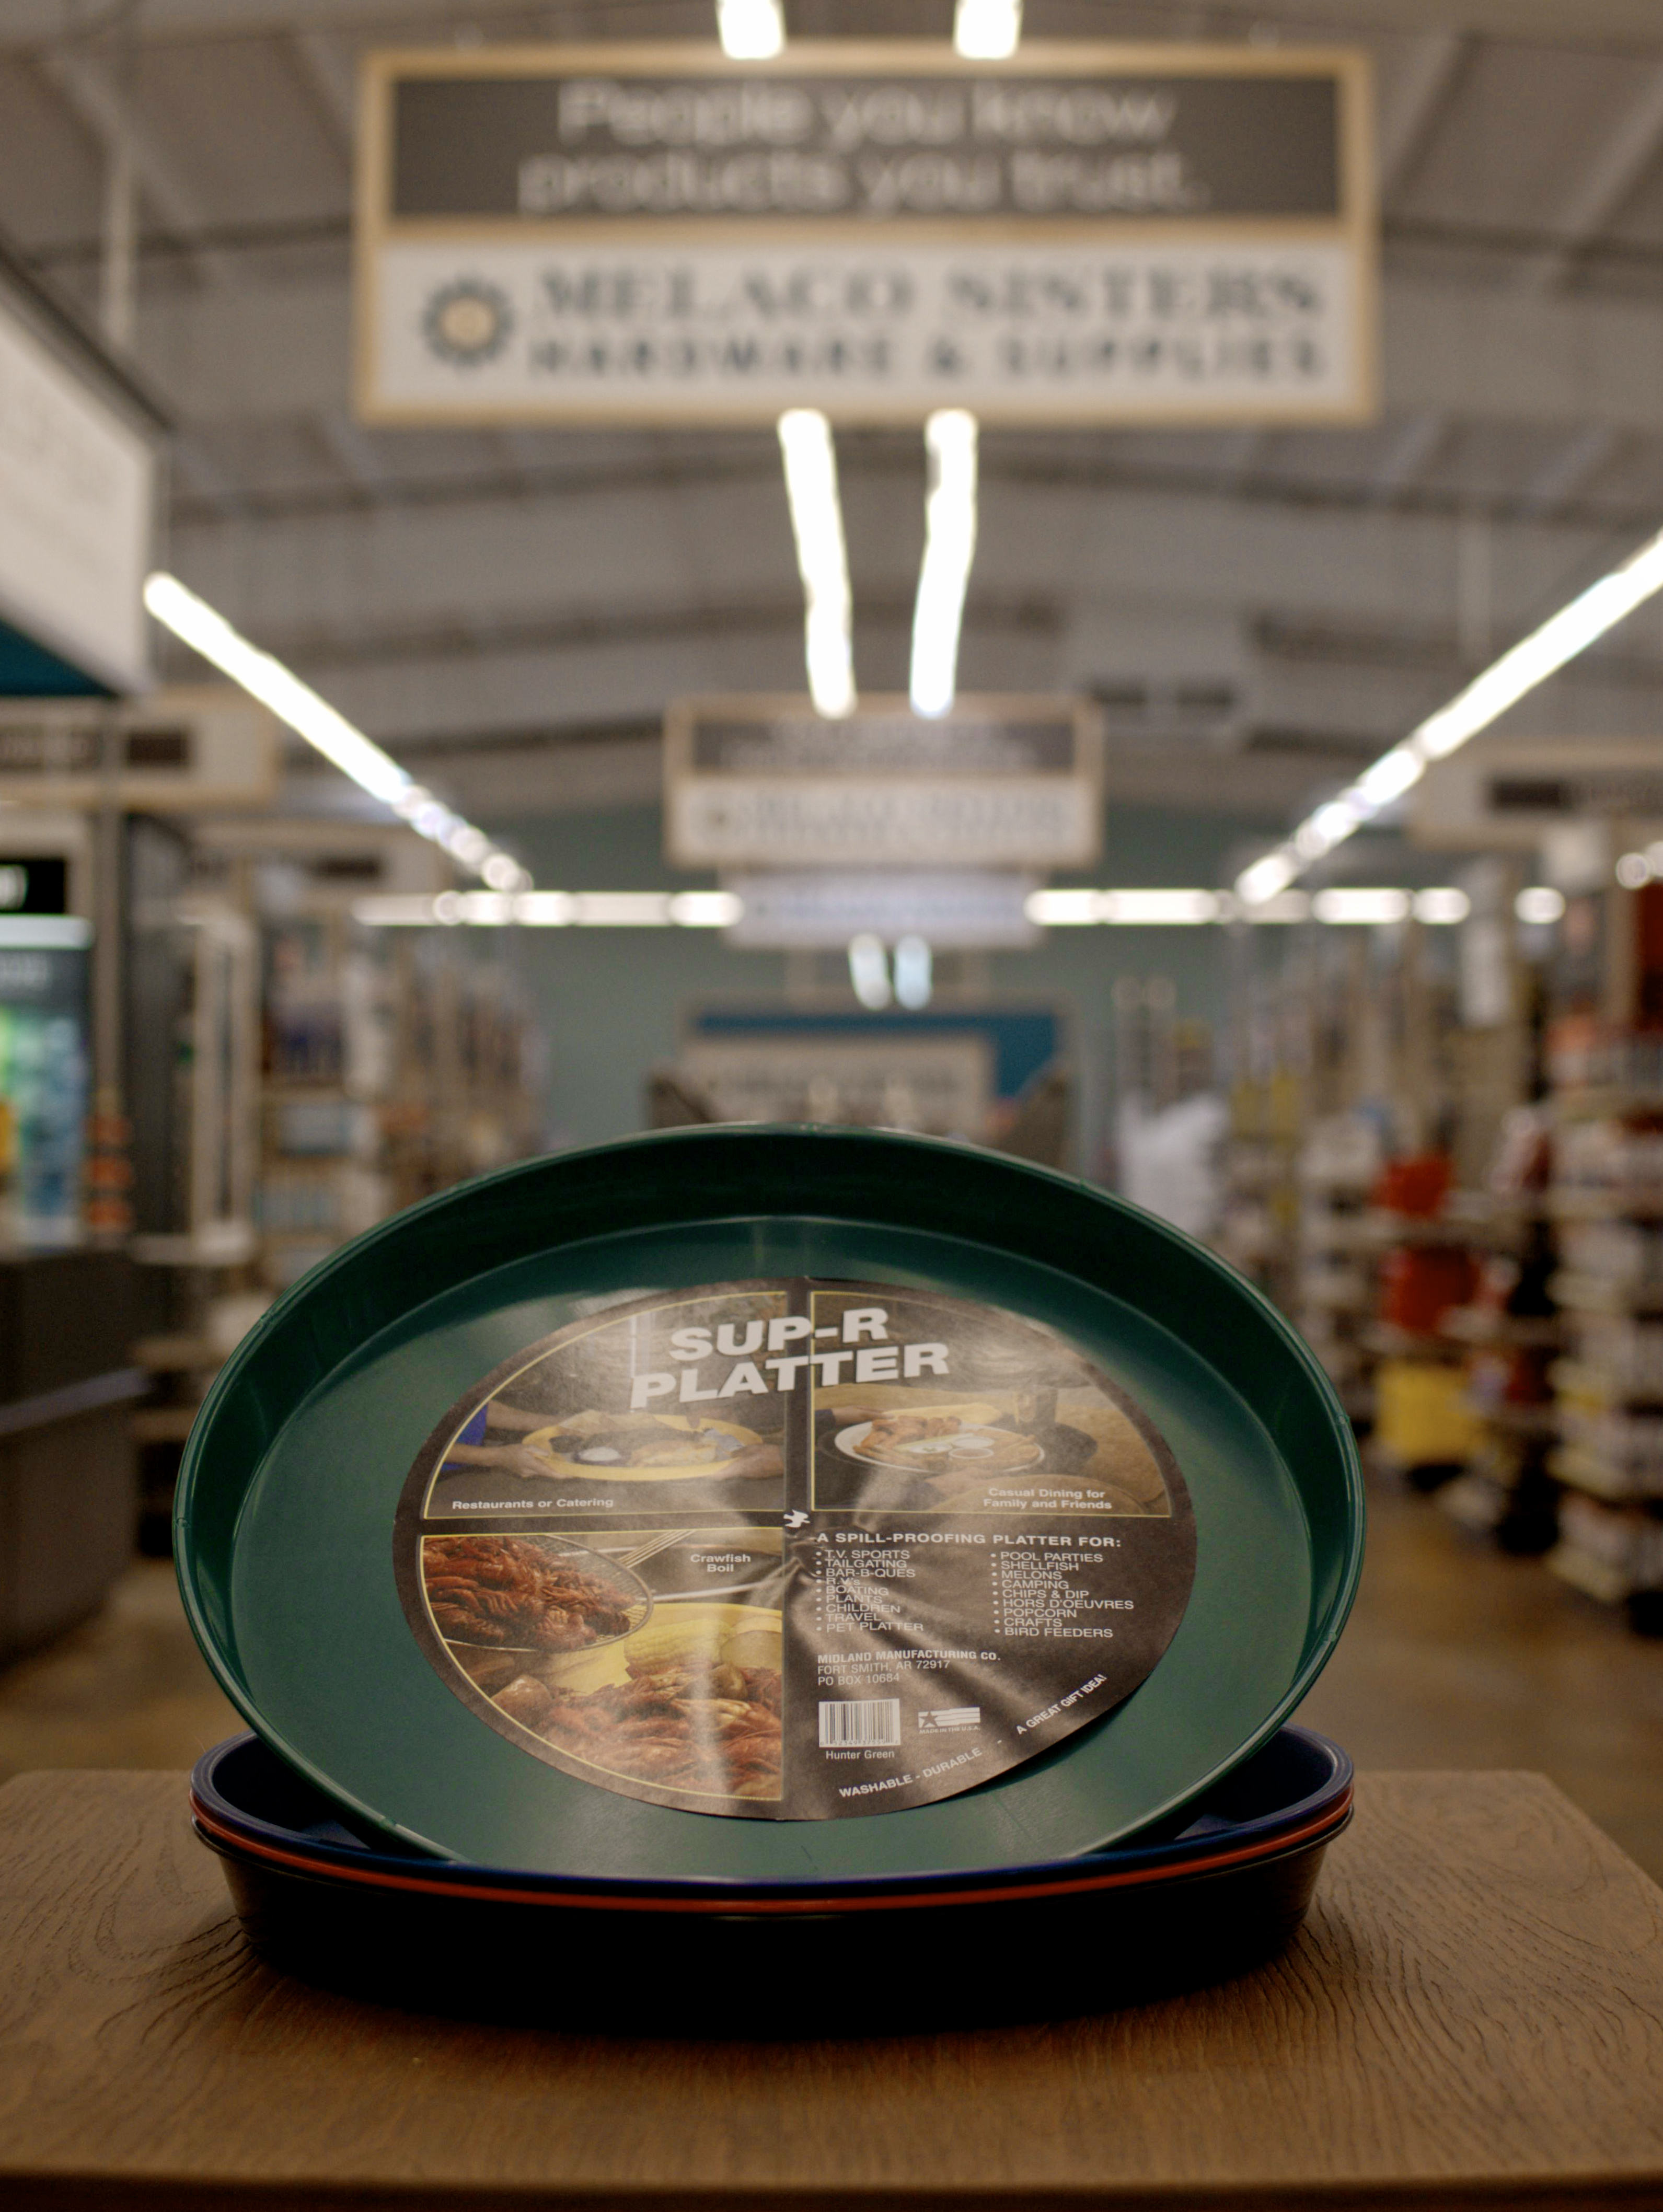 People you know
products you trust.
MELACO SISTERS
HARDWARE & SUPPLIES
SUP-R
PLATTER
Restaurants or Catering
Casual Dining for
Family and Friends
Crawfish
Boil
A SPILL-PROOFING PLATTER FOR:
• T.V. SPORTS
• TAILGATING
• BAR-B-QUES
• R.V.'s
• BOATING
• PLANTS
• CHILDREN
• TRAVEL
• PET PLATTER
• POOL PARTIES
• SHELLFISH
• MELONS
• CAMPING
• CHIPS & DIP
• HORS D'OEUVRES
• POPCORN
• CRAFTS
• BIRD FEEDERS
MIDLAND MANUFACTURING CO.
FORT SMITH, AR 72917
PO BOX 10684
MADE IN THE U.S.A.
Hunter Green
WASHABLE - DURABLE - A GREAT GIFT IDEA!